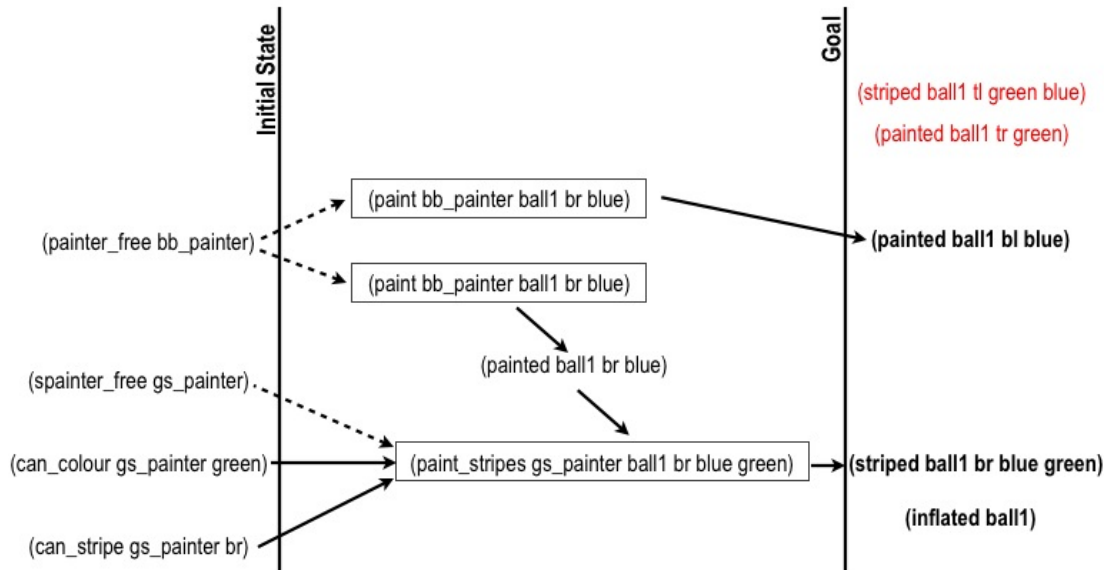 Initial State
Goal
(striped ball1 tl green blue)
(painted ball1 tr green)
(paint bb_painter ball1 br blue)
(painter_free bb_painter)
(painted ball1 bl blue)
(paint bb_painter ball1 br blue)
(painted ball1 br blue)
(spainter_free gs_painter)
(can_colour gs_painter green)
(paint_stripes gs_painter ball1 br blue green)
(striped ball1 br blue green)
(inflated ball1)
(can_stripe gs_painter br)